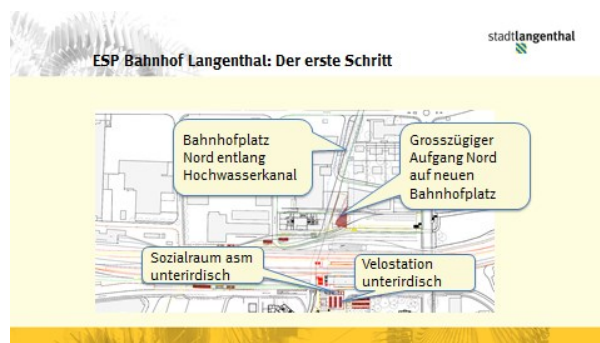 stadtlangenthal
ESP Bahnhof Langenthal: Der erste Schritt
Bahnhofplatz
Nord entlang
Hochwasserkanal
Grosszügiger
Aufgang Nord
auf neuen
Bahnhofplatz
Sozialraum asm
unterirdisch
Velostation
unterirdisch